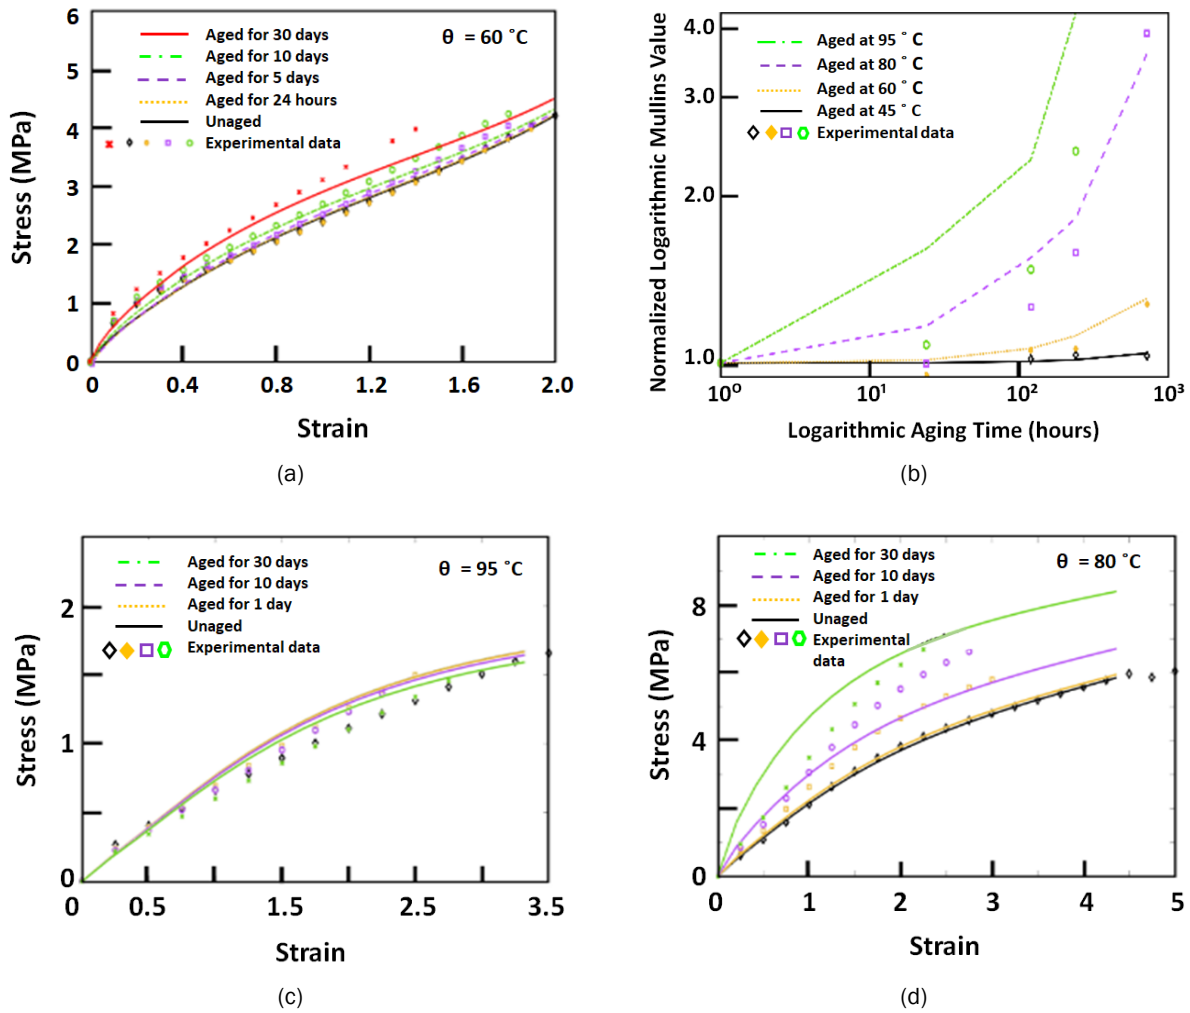 6
5
4
3
2
1
0
Stress (MPa)
Aged for 30 days
Aged for 10 days
Aged for 5 days
Aged for 24 hours
Unaged
Experimental data
θ = 60 ˚C
0 0.4 0.8 1.2 1.6 2.0
Strain
(a)
4.0
3.0
2.0
1.0
Normalized Logarithmic Mullins Value
Aged at 95 ˚ C
Aged at 80 ˚ C
Aged at 60 ˚ C
Aged at 45 ˚ C
Experimental data
10⁰ 10¹ 10² 10³
Logarithmic Aging Time (hours)
(b)
2
1
0
Stress (MPa)
Aged for 30 days
Aged for 10 days
Aged for 1 day
Unaged
Experimental data
θ = 95 ˚C
0 0.5 1.5 2.5 3.5
Strain
(c)
8
4
0
Stress (MPa)
Aged for 30 days
Aged for 10 days
Aged for 1 day
Unaged
Experimental
data
θ = 80 ˚C
0 1 2 3 4 5
Strain
(d)